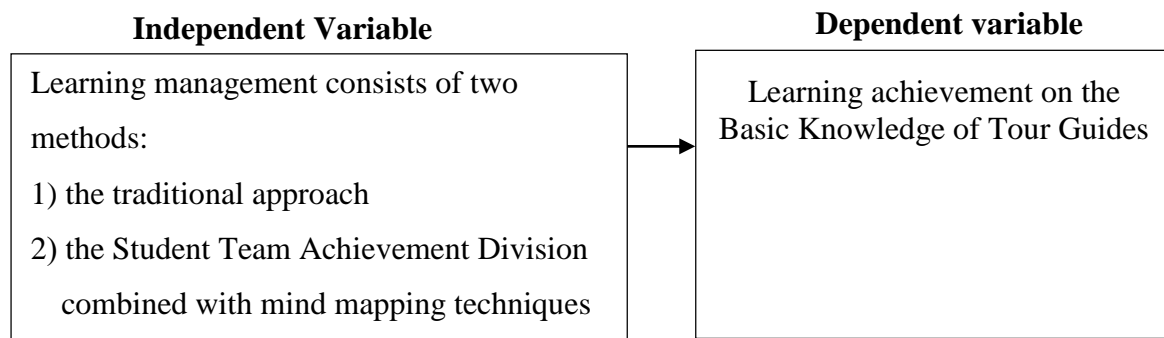 Independent Variable
Learning management consists of two
methods:
1) the traditional approach
2) the Student Team Achievement Division
combined with mind mapping techniques
Dependent variable
Learning achievement on the
Basic Knowledge of Tour Guides